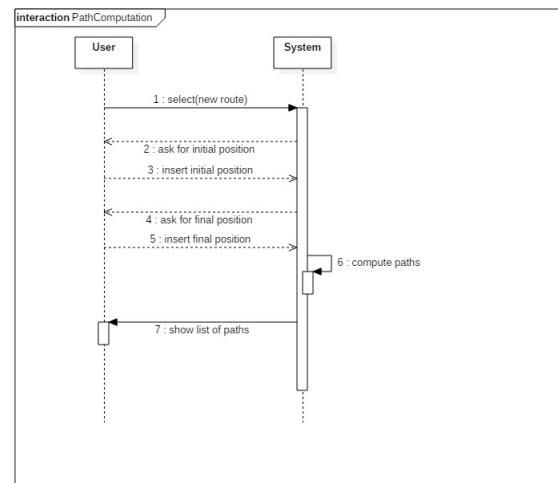 interaction PathComputation
User
System
1 : select(new route)
2 : ask for initial position
3 : insert initial position
4 : ask for final position
5 : insert final position
6 : compute paths
7 : show list of paths